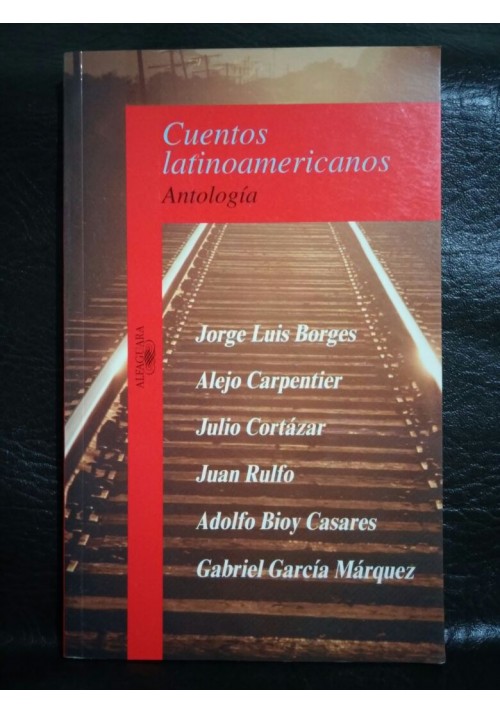 Cuentos
latinoamericanos
Antología
Jorge Luis Borges
Alejo Carpentier
Julio Cortázar
Juan Rulfo
Adolfo Bioy Casares
Gabriel García Márquez
ALFAGUARA